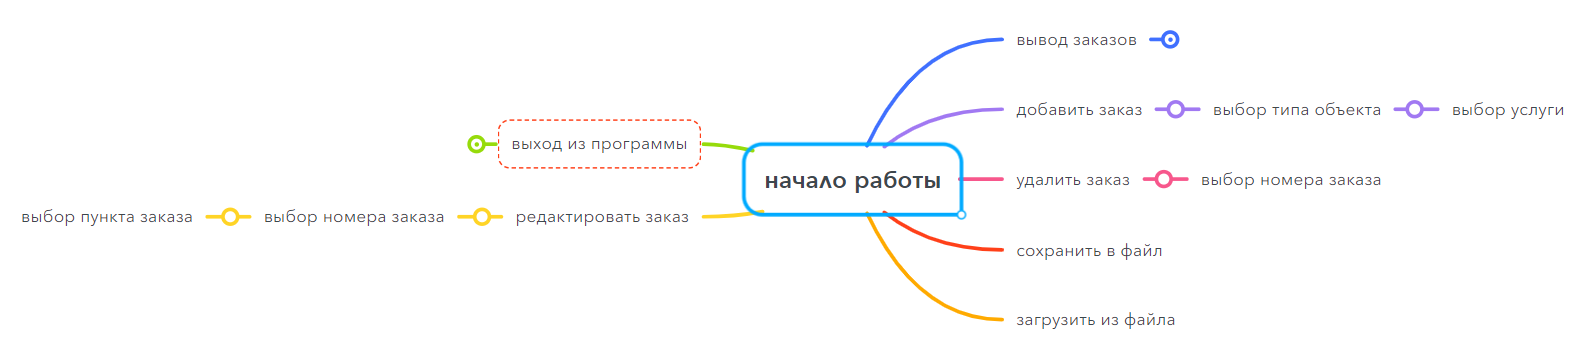 вывод заказов
добавить заказ
выбор типа объекта
выбор услуги
выход из программы
начало работы
удалить заказ
выбор номера заказа
выбор пункта заказа
выбор номера заказа
редактировать заказ
сохранить в файл
загрузить из файла